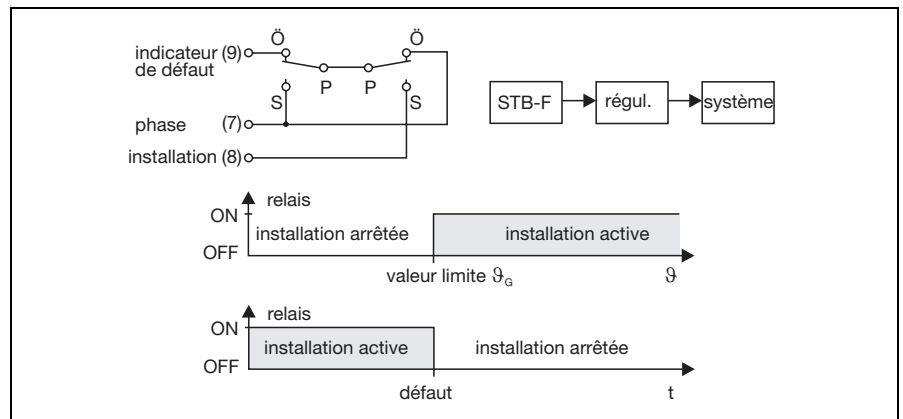 Ö Ö
indicateur (9)
de défaut
P P
S S
phase (7)
installation (8)
STB-F régul. système
relais
ON
installation arrêtée installation active
OFF
valeur limite ϑG ϑ
relais
ON
installation active installation arrêtée
OFF
défaut t